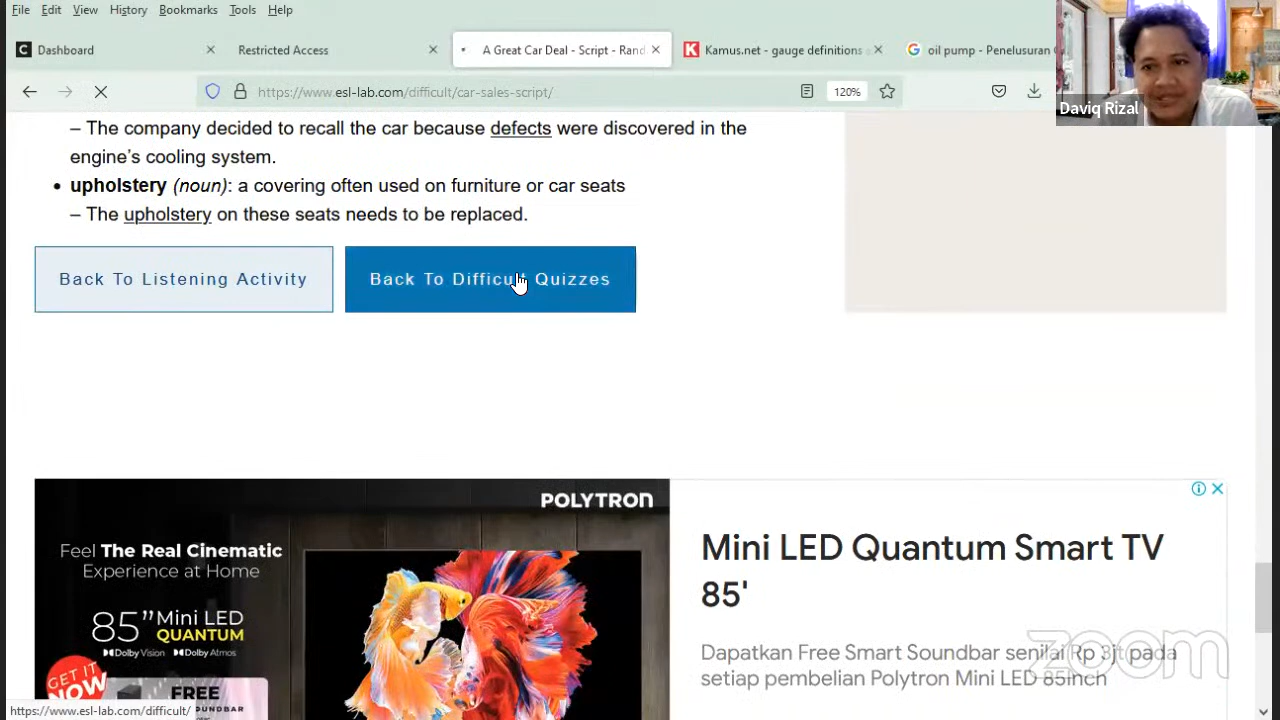 File Edit View History Bookmarks Tools Help
Dashboard
Restricted Access
A Great Car Deal - Script - Rand
Kamus.net - gauge definitions
oil pump - Penelusuran
https://www.esl-lab.com/difficult/car-sales-script/
120%
Daviq Rizal
– The company decided to recall the car because defects were discovered in the
engine's cooling system.
• upholstery (noun): a covering often used on furniture or car seats
– The upholstery on these seats needs to be replaced.
Back To Listening Activity
Back To Difficult Quizzes
POLYTRON
Feel The Real Cinematic
Experience at Home
85” Mini LED
QUANTUM
Dolby Vision Dolby Atmos
GET IT
NOW
FREE
SOUNDBAR
Mini LED Quantum Smart TV
85'
Dapatkan Free Smart Soundbar senilai Rp 3jt pada
setiap pembelian Polytron Mini LED 85inch
zoom
https://www.esl-lab.com/difficult/